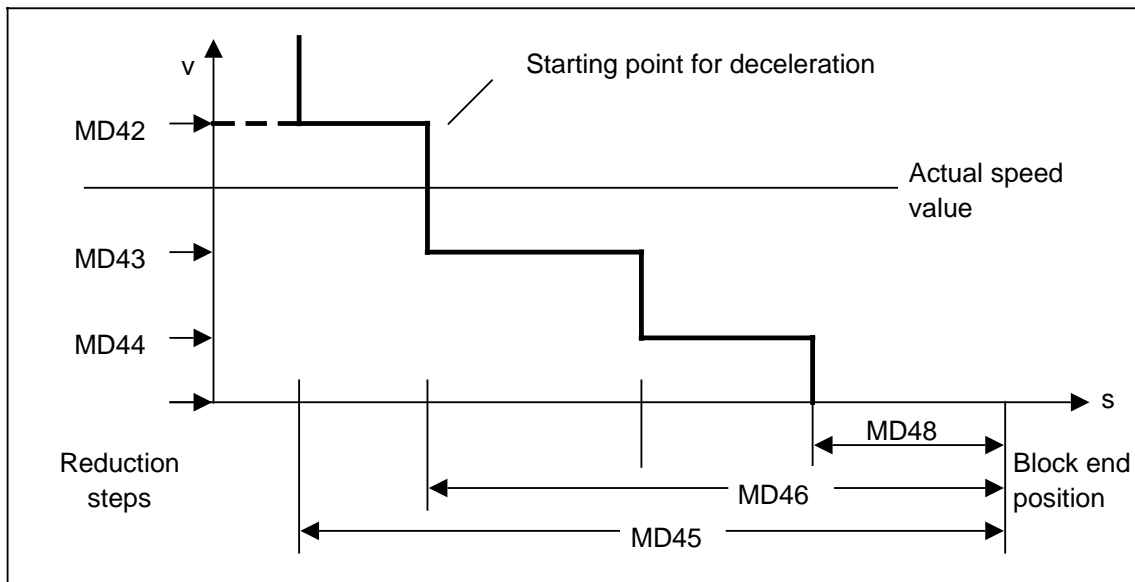 v
Starting point for deceleration
MD42
Actual speed
value
MD43
MD44
s
MD48
Reduction
steps
Block end
position
MD46
MD45